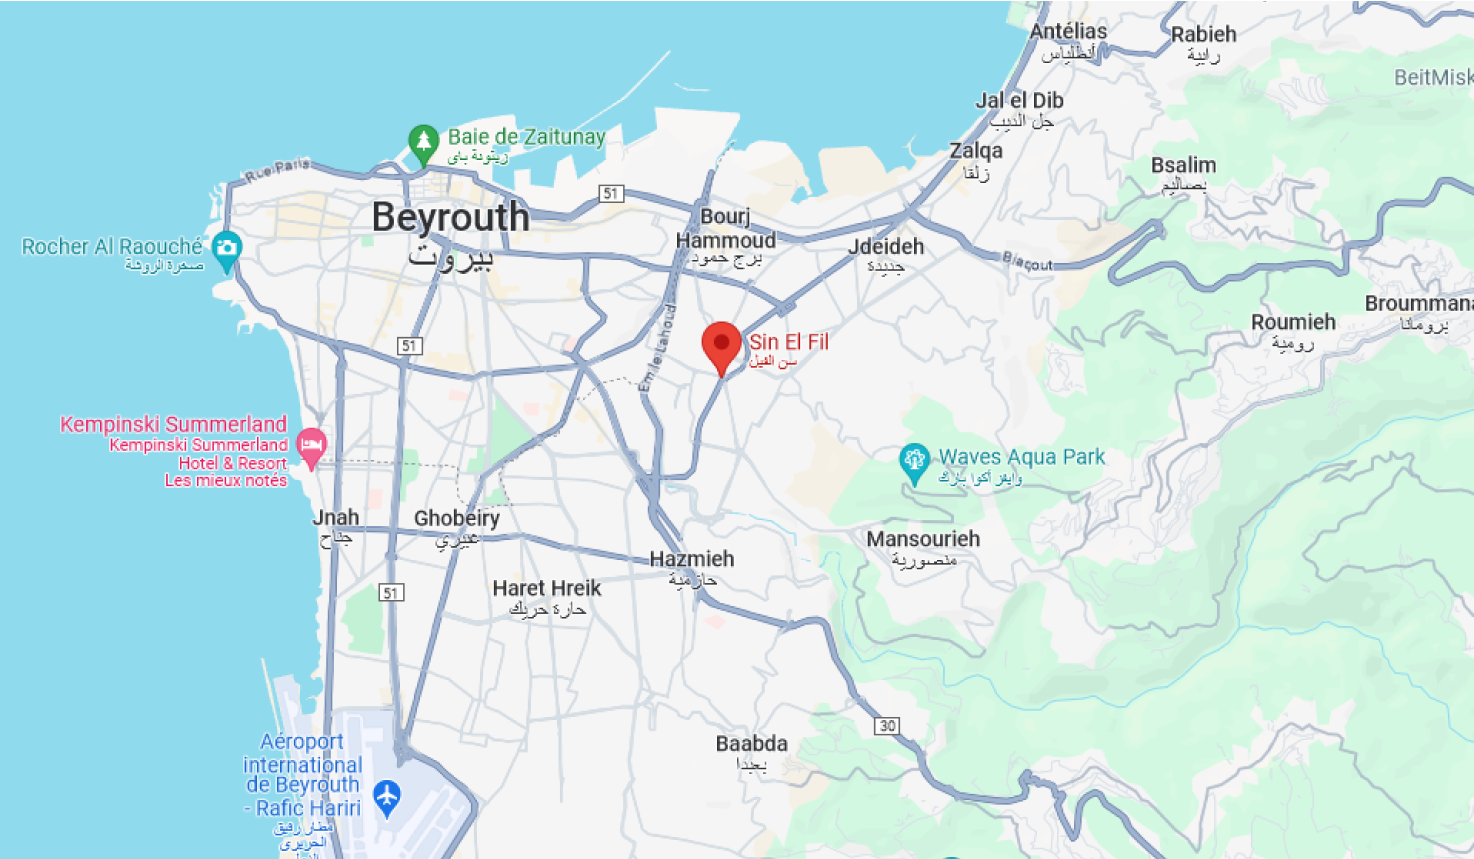 Antélias
أنطلياس
Rabieh
رابية
BeitMisk
Jal el Dib
جل الديب
Baie de Zaitunay
زيتونة باي
Zalqa
زلقا
Bsalim
بصاليم
Rue Paris
51
Beyrouth
بيروت
Bourj
Hammoud
برج حمود
Rocher Al Raouché
صخرة الروشة
Jdeideh
جديدة
Biaçout
Broummana
برومانا
Roumieh
رومية
Emile Lahoud
51
Sin El Fil
سن الفيل
Kempinski Summerland
Kempinski Summerland
Hotel & Resort
Les mieux notés
Waves Aqua Park
وايفز أكوا بارك
Jnah
جناح
Ghobeiry
غبيري
Mansourieh
منصورية
Hazmieh
حازمية
51
Haret Hreik
حارة حريك
30
Baabda
بعبدا
Aéroport
international
de Beyrouth
- Rafic Hariri
مطار رفيق
الحريري